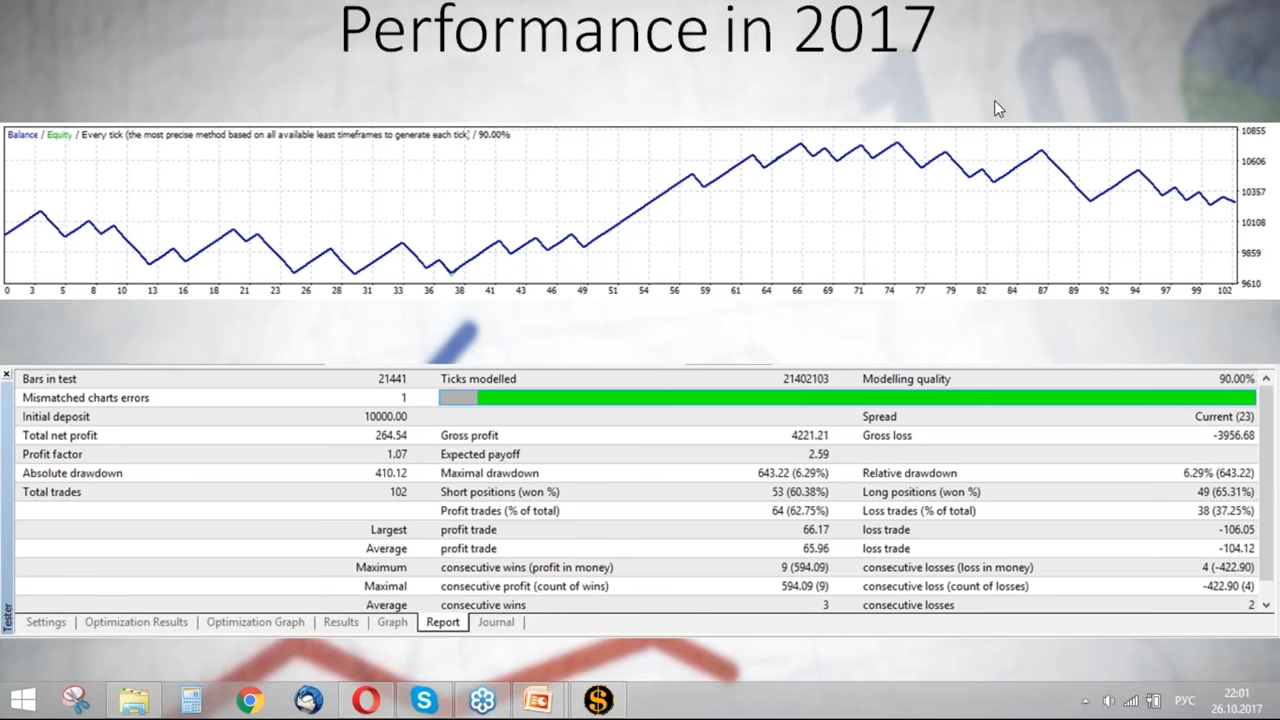 Performance in 2017
Balance / Equity / Every tick (the most precise method based on all available least timeframes to generate each tick) / 90.00%
10855
10606
10357
10108
9859
9610
0 3 5 8 10 13 16 18 21 23 26 28 31 33 36 38 41 43 46 49 51 54 56 59 61 64 66 69 71 74 77 79 82 84 87 89 92 94 97 99 102
Bars in test 21441 Ticks modelled 21402103 Modelling quality 90.00%
Mismatched charts errors 1
Initial deposit 10000.00 Spread Current (23)
Total net profit 264.54 Gross profit 4221.21 Gross loss -3956.68
Profit factor 1.07 Expected payoff 2.59
Absolute drawdown 410.12 Maximal drawdown 643.22 (6.29%) Relative drawdown 6.29% (643.22)
Total trades 102 Short positions (won %) 53 (60.38%) Long positions (won %) 49 (65.31%)
Profit trades (% of total) 64 (62.75%) Loss trades (% of total) 38 (37.25%)
Largest profit trade 66.17 loss trade -106.05
Average profit trade 65.96 loss trade -104.12
Maximum consecutive wins (profit in money) 9 (594.09) consecutive losses (loss in money) 4 (-422.90)
Maximal consecutive profit (count of wins) 594.09 (9) consecutive loss (count of losses) -422.90 (4)
Average consecutive wins 3 consecutive losses 2
Tester
Settings Optimization Results Optimization Graph Results Graph Report Journal
РУС
22:01
26.10.2017